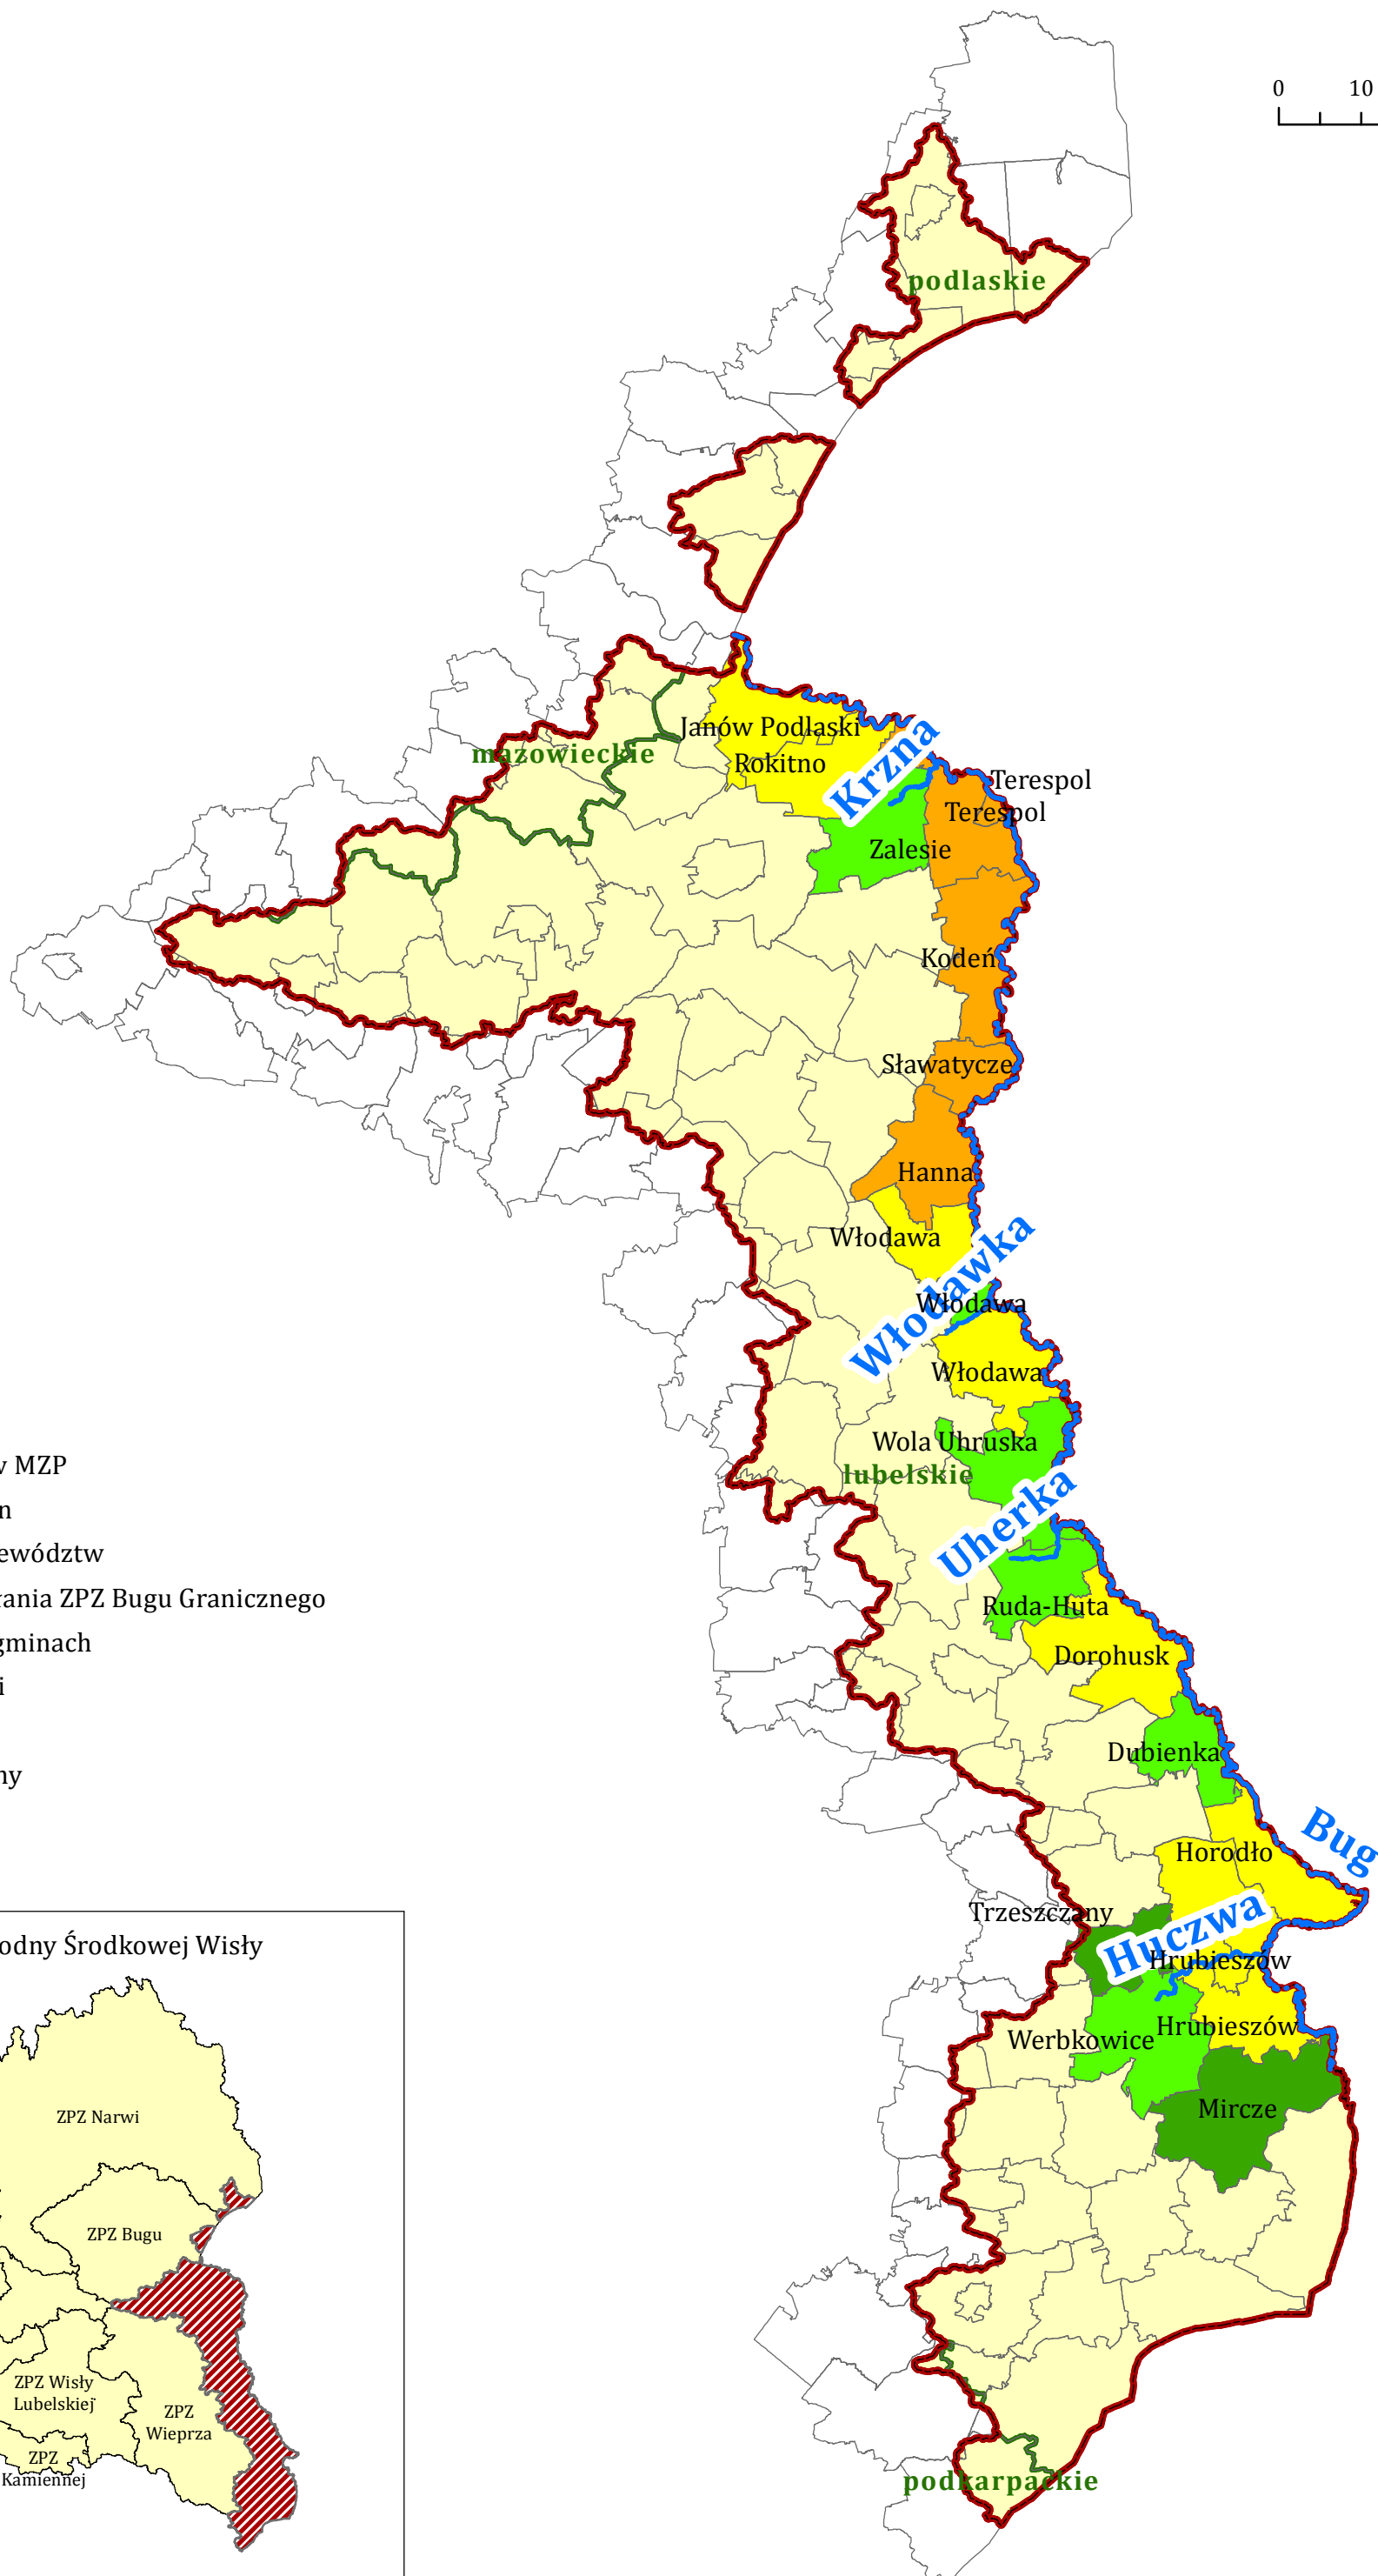 0 10
podlaskie
Janów Podlaski
mazowieckie
Rokitno
Krzna
Terespol
Terespol
Zalesie
Kodeń
Sławatycze
Hanna
Włodawa
Włodawka
Włodawa
Włodawa
Wola Uhruska
lubelskie
Uherka
Ruda-Huta
Dorohusk
Dubienka
Bug
Horodło
Trzeszczany
Huczwa
Hrubieszów
Hrubieszów
Werbkowice
Mircze
podkarpackie
w MZP
n
ewództw
ania ZPZ Bugu Granicznego
gminach
i
ny
odny Środkowej Wisły
ZPZ Narwi
ZPZ Bugu
ZPZ Wisły
Lubelskiej
ZPZ
Wieprza
ZPZ
Kamiennej